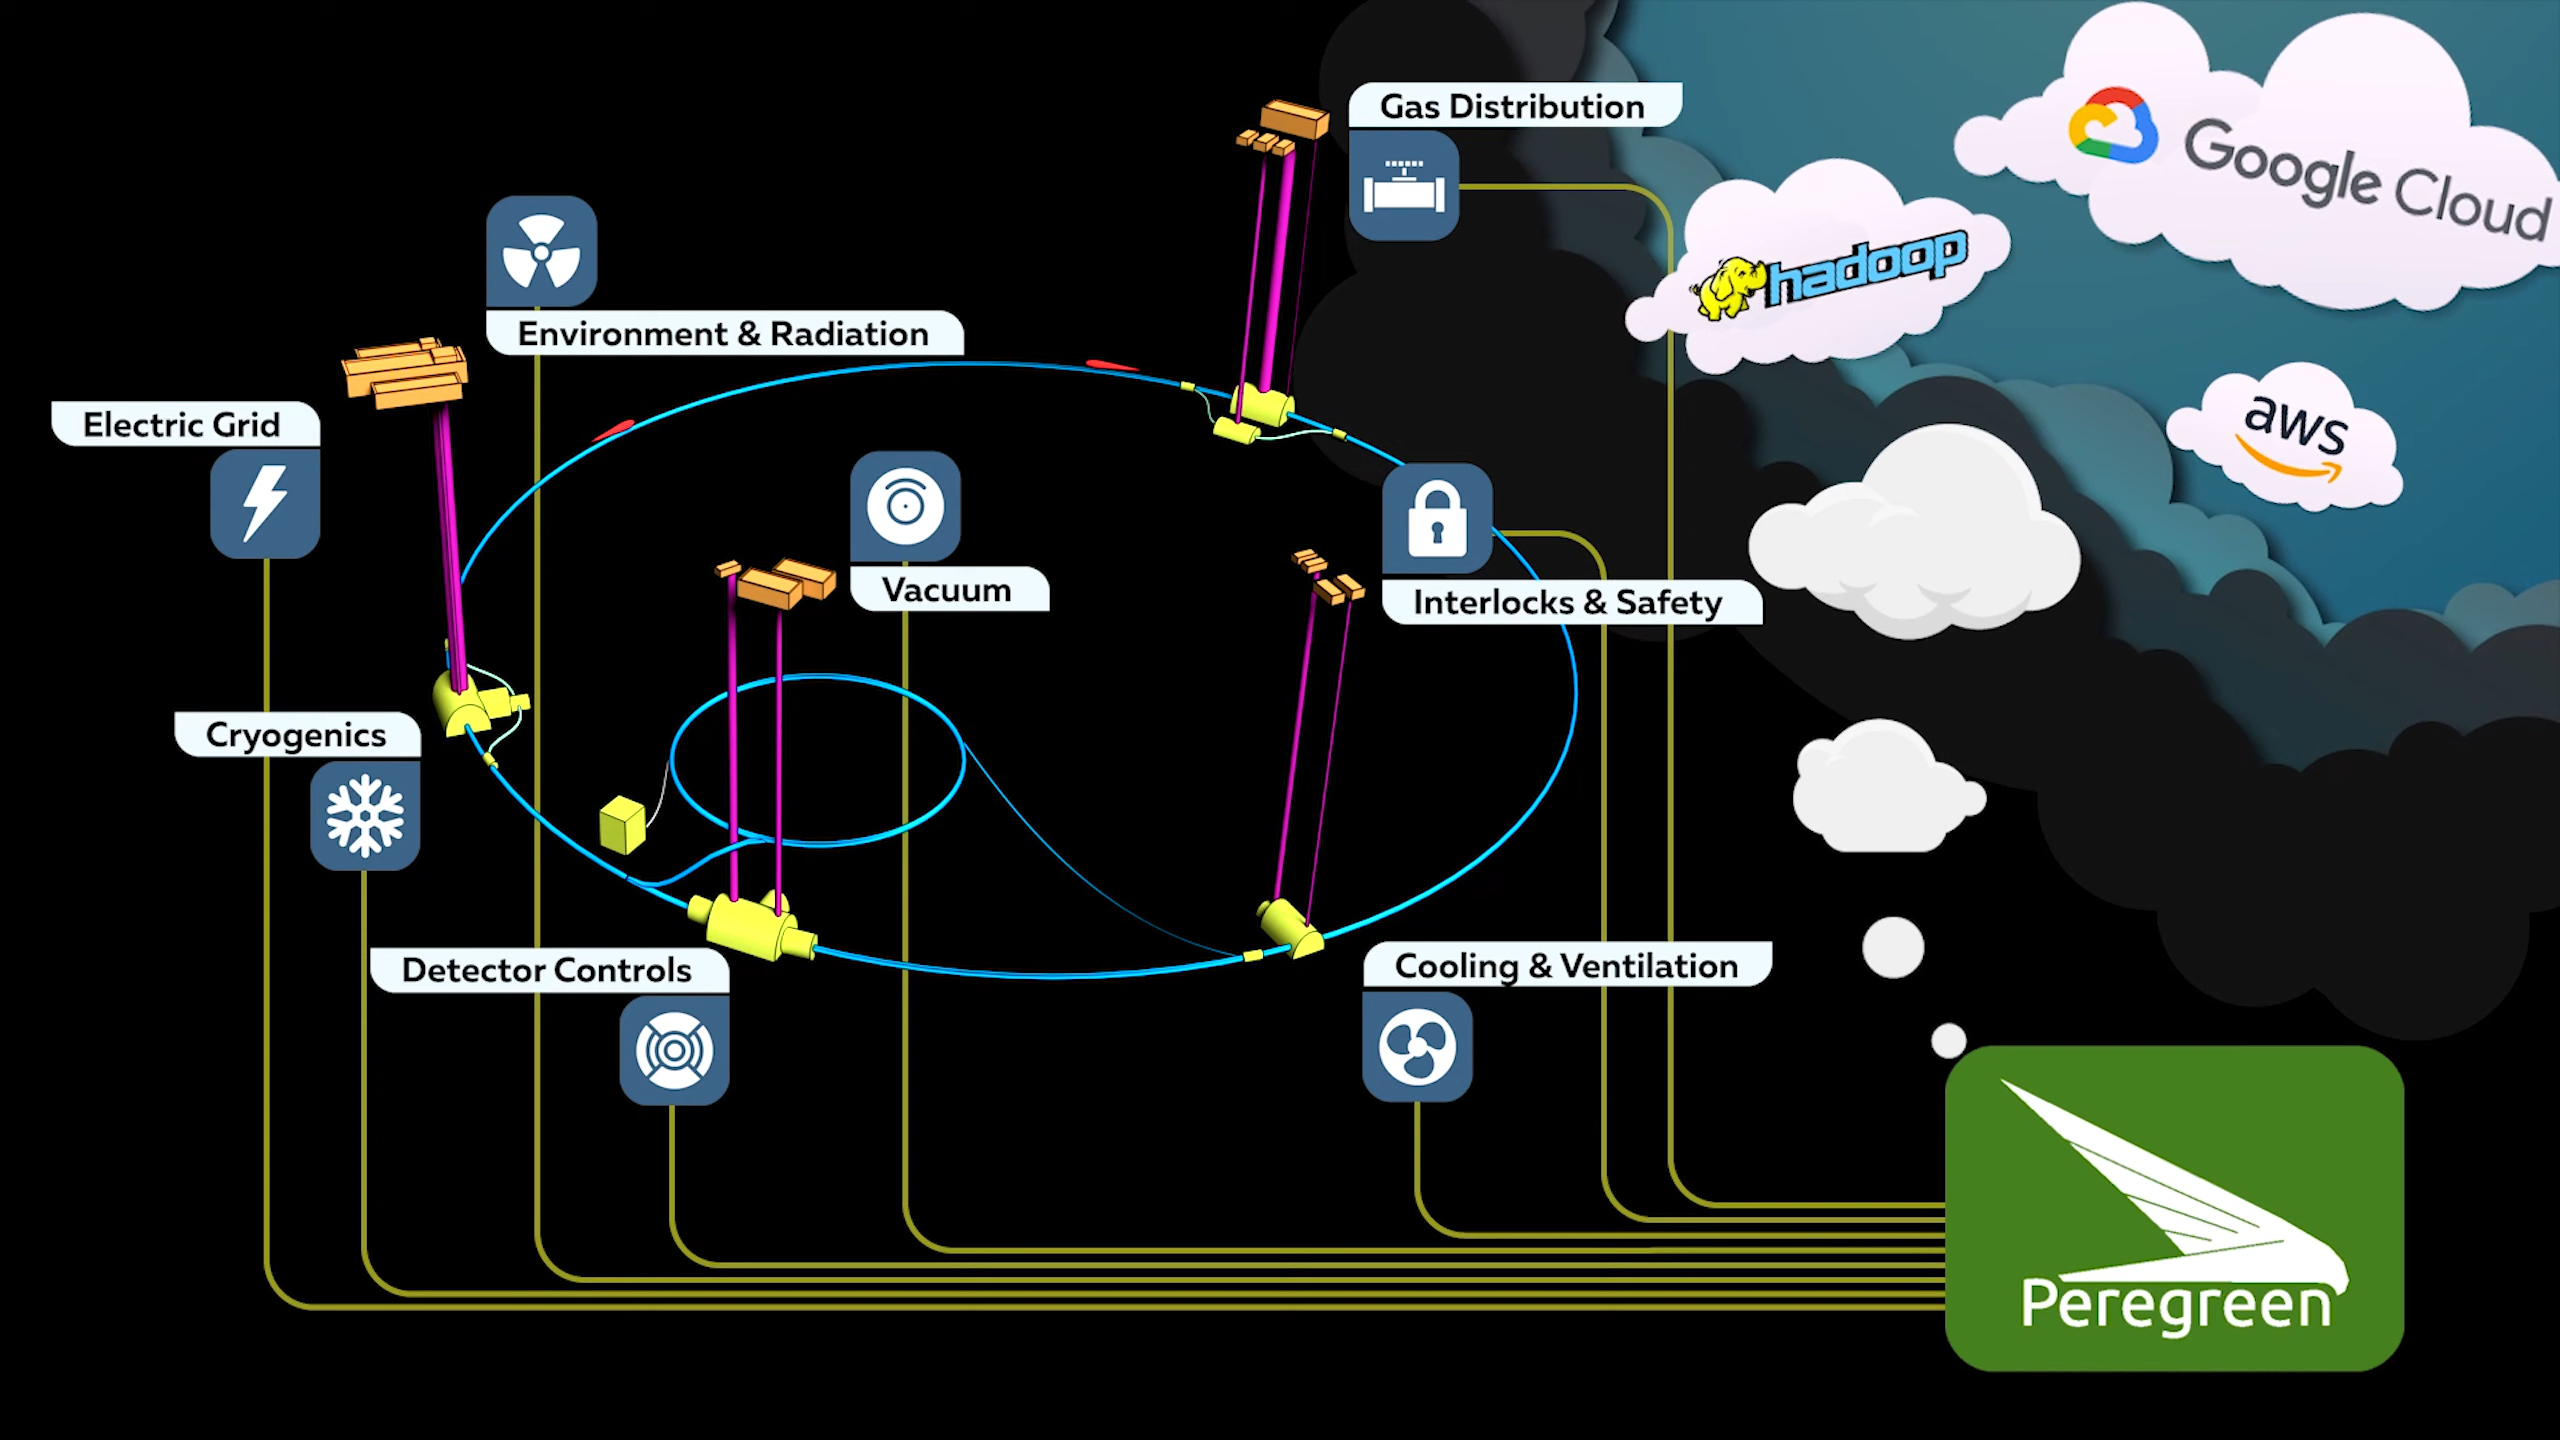 Gas Distribution
Google Cloud
hadoop
Environment & Radiation
Electric Grid
aws
Vacuum
Interlocks & Safety
Cryogenics
Detector Controls
Cooling & Ventilation
Peregreen